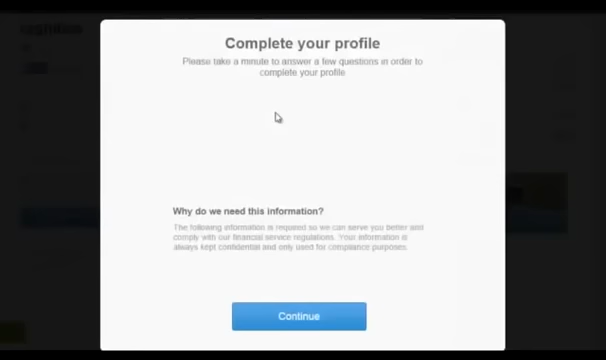 Complete your profile
Please take a minute to answer a few questions in order to
complete your profile
Why do we need this information?
The following information is required so we can serve you better and
comply with our financial service regulations. Your information is
always kept confidential and only used for compliance purposes.
Continue